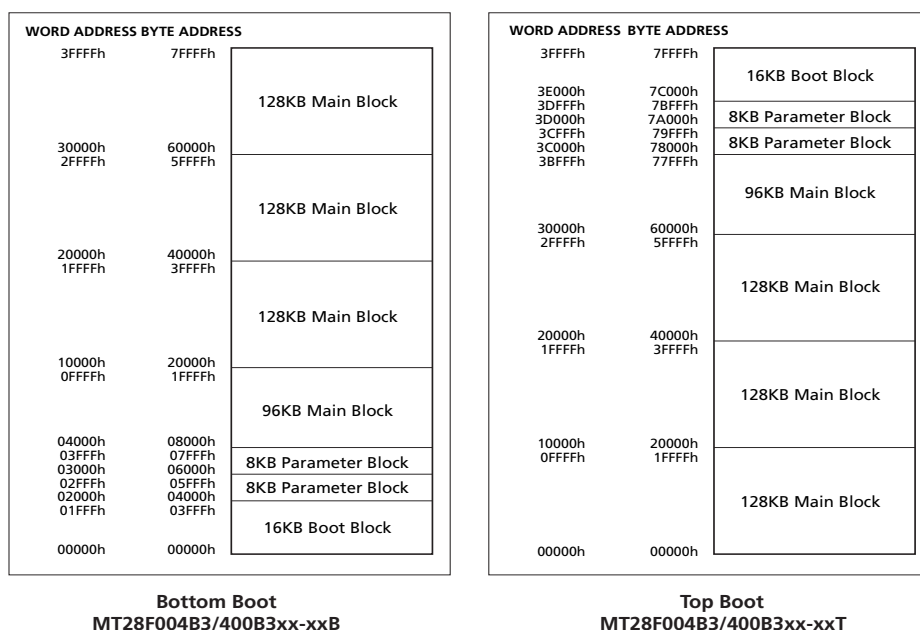 WORD ADDRESS BYTE ADDRESS
3FFFFh 7FFFFh
128KB Main Block
30000h 60000h
2FFFFh 5FFFFh
128KB Main Block
20000h 40000h
1FFFFh 3FFFFh
128KB Main Block
10000h 20000h
0FFFFh 1FFFFh
96KB Main Block
04000h 08000h
03FFFh 07FFFh
8KB Parameter Block
03000h 06000h
02FFFh 05FFFh
8KB Parameter Block
02000h 04000h
01FFFh 03FFFh
16KB Boot Block
00000h 00000h
Bottom Boot
MT28F004B3/400B3xx-xxB
WORD ADDRESS BYTE ADDRESS
3FFFFh 7FFFFh
16KB Boot Block
3E000h 7C000h
3DFFFh 7BFFFh
8KB Parameter Block
3D000h 7A000h
3CFFFh 79FFFh
8KB Parameter Block
3C000h 78000h
3BFFFh 77FFFh
96KB Main Block
30000h 60000h
2FFFFh 5FFFFh
128KB Main Block
20000h 40000h
1FFFFh 3FFFFh
128KB Main Block
10000h 20000h
0FFFFh 1FFFFh
128KB Main Block
00000h 00000h
Top Boot
MT28F004B3/400B3xx-xxT